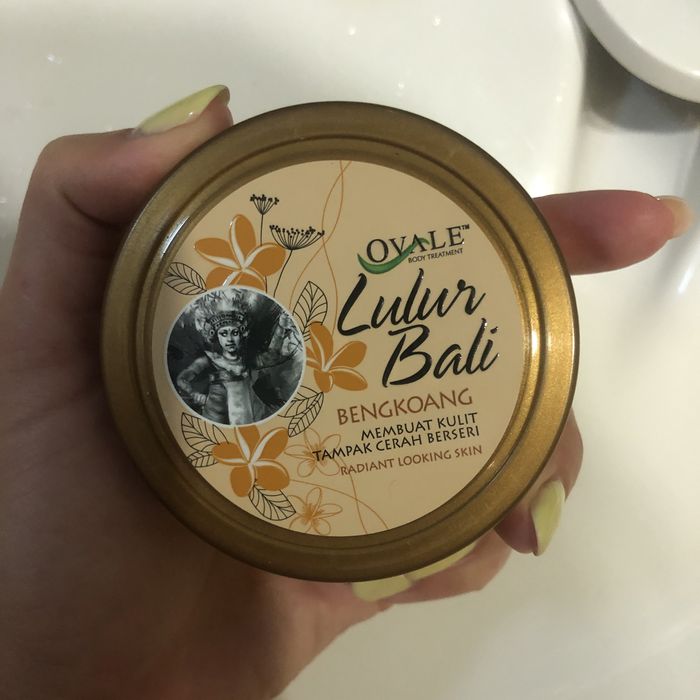 OVALE™
BODY TREATMENT
Lulur
Bali
BENGKOANG
MEMBUAT KULIT
TAMPAK CERAH BERSERI
RADIANT LOOKING SKIN